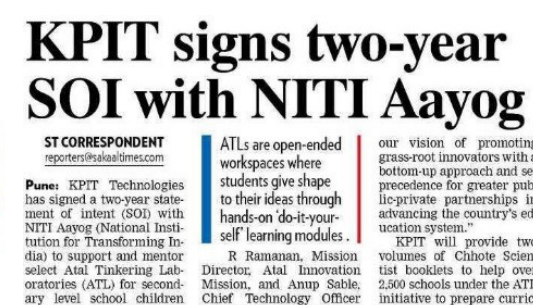 KPIT signs two-year
SOI with NITI Aayog
ST CORRESPONDENT
reporters@sakaaltimes.com
Pune: KPIT Technologies
has signed a two-year state-
ment of intent (SOI) with
NITI Aayog (National Insti-
tution for Transforming In-
dia) to support and mentor
select Atal Tinkering Lab-
oratories (ATL) for second-
ary level school children
ATLs are open-ended
workspaces where
students give shape
to their ideas through
hands-on 'do-it-your-
self' learning modules .
R Ramanan, Mission
Director, Atal Innovation
Mission, and Anup Sable,
Chief Technology Officer
our vision of promoting
grass-root innovators with a
bottom-up approach and se
precedence for greater pub
lic-private partnerships in
advancing the country's ed
ucation system."
KPIT will provide two
volumes of Chhote Scien
tist booklets to help over
2,500 schools under the ATL
initiative to prepare curric